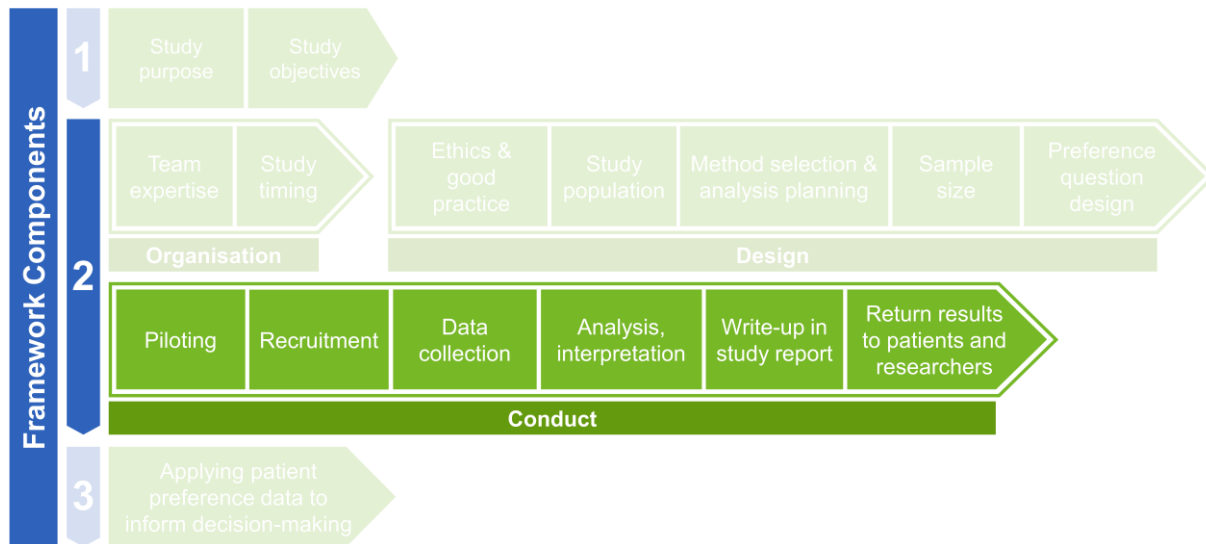 Framework Components
1
Study
purpose
Study
objectives
2
Team
expertise
Study
timing
Organisation
Ethics &
good
practice
Study
population
Method selection &
analysis planning
Sample
size
Preference
question
design
Design
Piloting
Recruitment
Data
collection
Analysis,
interpretation
Write-up in
study report
Return results
to patients and
researchers
Conduct
3
Applying patient
preference data to
inform decision-making